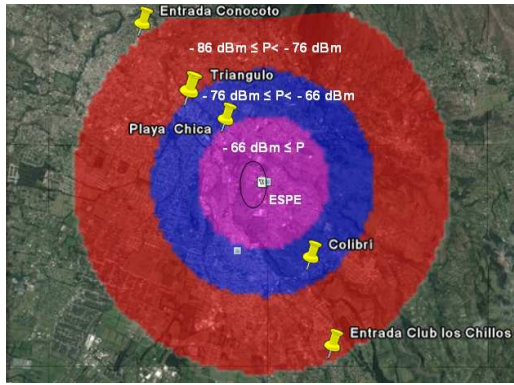 Entrada Conocoto
- 86 dBm ≤ P< - 76 dBm
Triangulo
- 76 dBm ≤ P< - 66 dBm
Playa Chica
- 66 dBm ≤ P
ESPE
Colibrí
Entrada Club los Chillos